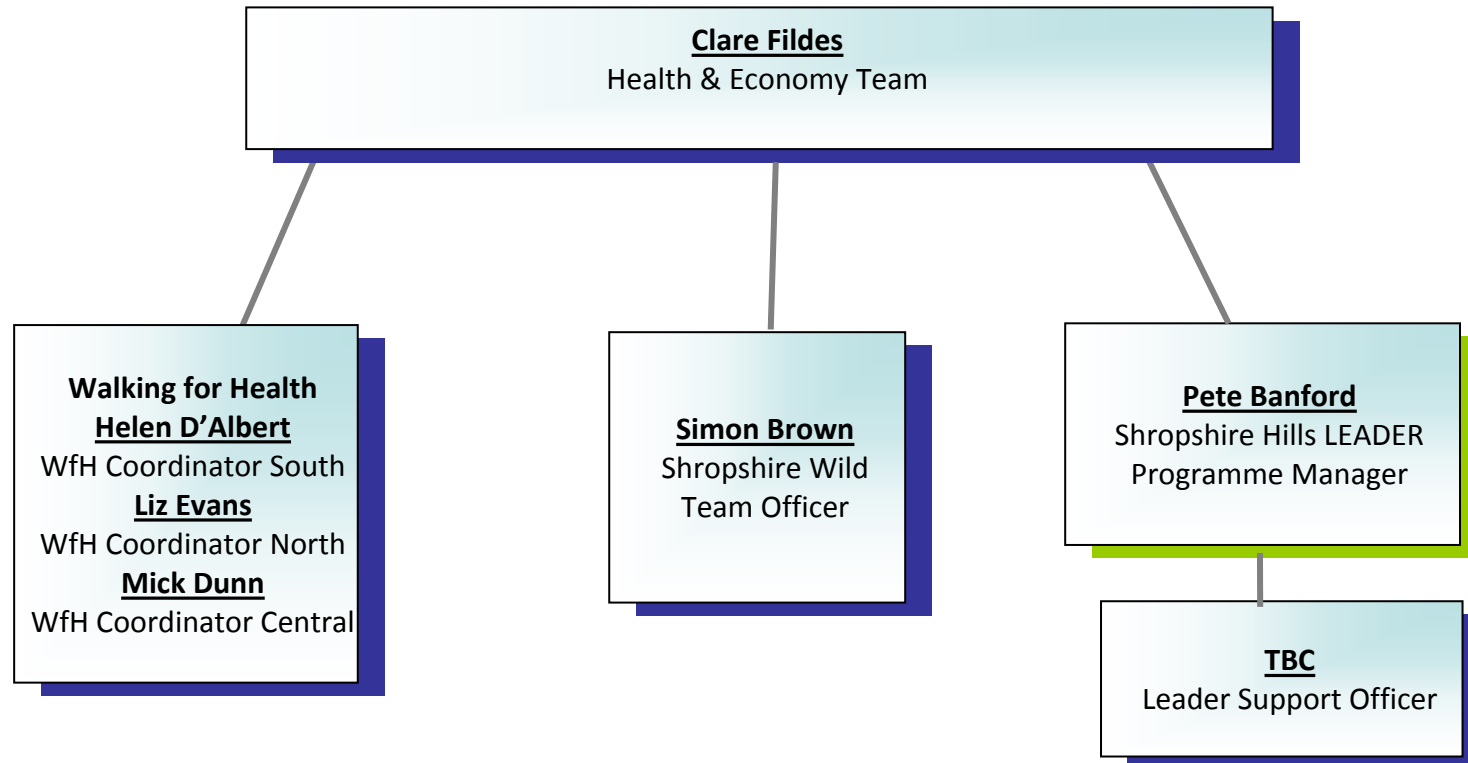 Clare Fildes
Health & Economy Team
Walking for Health
Helen D’Albert
WfH Coordinator South
Liz Evans
WfH Coordinator North
Mick Dunn
WfH Coordinator Central
Simon Brown
Shropshire Wild
Team Officer
Pete Banford
Shropshire Hills LEADER
Programme Manager
TBC
Leader Support Officer